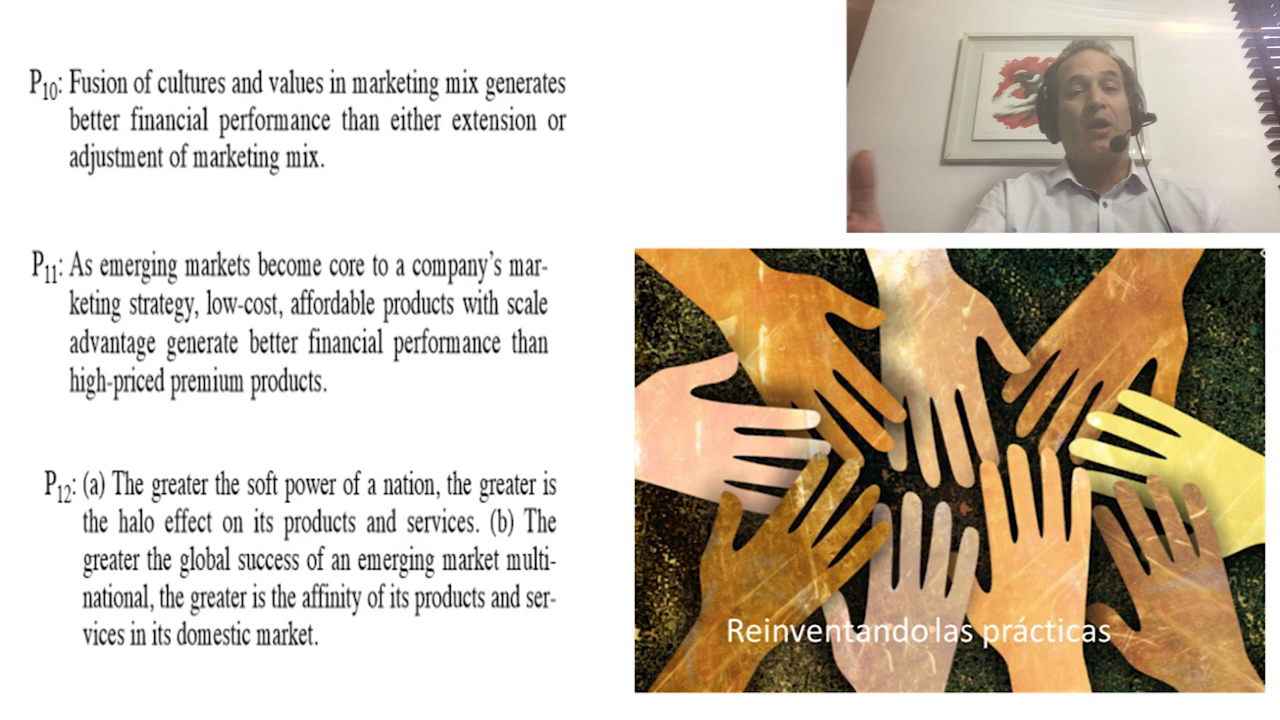 P10: Fusion of cultures and values in marketing mix generates
better financial performance than either extension or
adjustment of marketing mix.
P11: As emerging markets become core to a company's mar-
keting strategy, low-cost, affordable products with scale
advantage generate better financial performance than
high-priced premium products.
P12: (a) The greater the soft power of a nation, the greater is
the halo effect on its products and services. (b) The
greater the global success of an emerging market multi-
national, the greater is the affinity of its products and ser-
vices in its domestic market.
Reinventando las prácticas